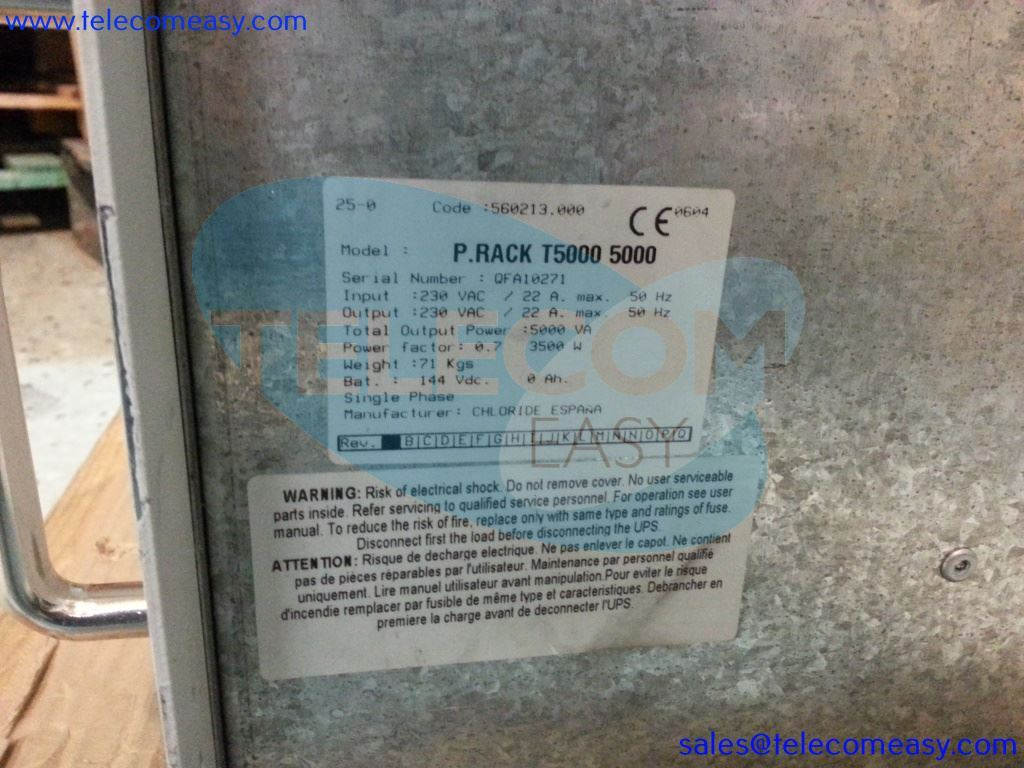 www.telecomeasy.com
25-0 Code :560213.000 CE 0604
Model : P.RACK T5000 5000
Serial Number : QFA10271
Input :230 VAC / 22 A. max. 50 Hz
Output :230 VAC / 22 A. max. 50 Hz
Total Output Power :5000 VA
Power factor: 0.7 3500 W
Weight :71 Kgs
Bat. : 144 Vdc. 0 Ah.
Single Phase
Manufacturer: CHLORIDE ESPAÑA
Rev. B C D E F G H I J K L M N Ñ O P Q
TELECOM
EASY
WARNING: Risk of electrical shock. Do not remove cover. No user serviceable
parts inside. Refer servicing to qualified service personnel. For operation see user
manual. To reduce the risk of fire, replace only with same type and ratings of fuse.
Disconnect first the load before disconnecting the UPS.
ATTENTION: Risque de decharge electrique. Ne pas enlever le capot. Ne contient
pas de pièces réparables par l'utilisateur. Maintenance par personnel qualifié
uniquement. Lire manuel utilisateur avant manipulation.Pour eviter le risque
d'incendie remplacer par fusible de même type et caracteristiques. Debrancher en
premiere la charge avant de deconnecter l'UPS.
sales@telecomeasy.com